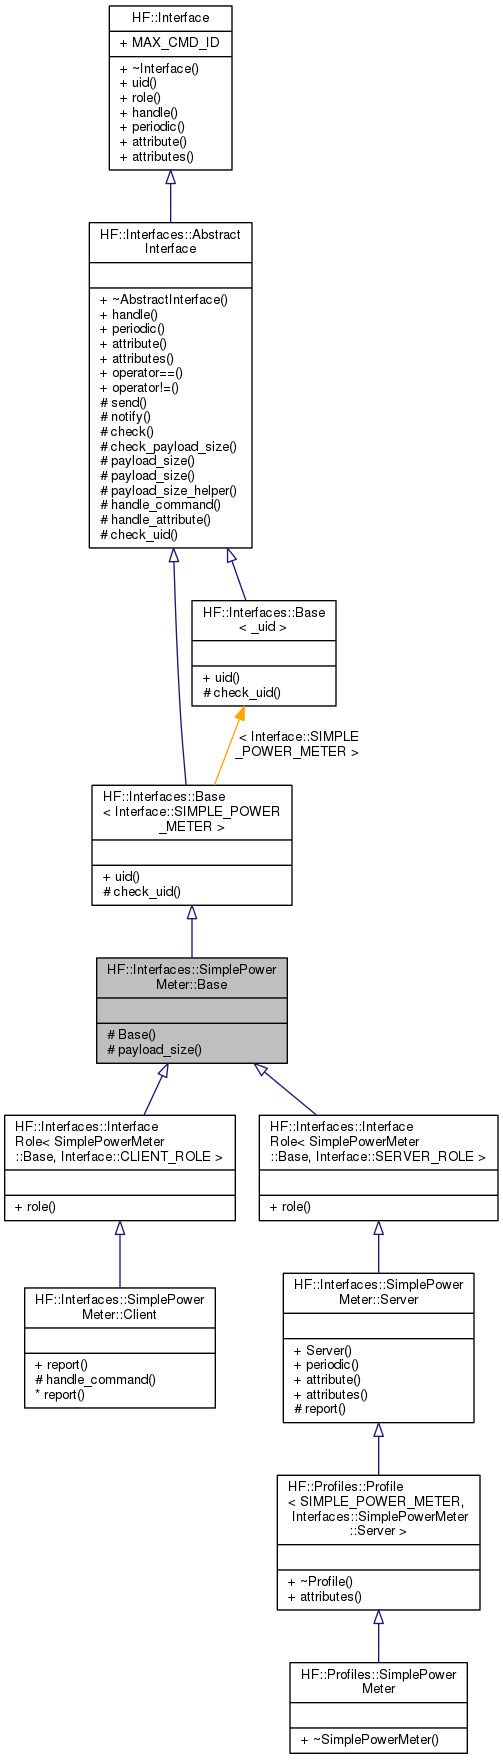 HF::Interface
+ MAX_CMD_ID
+ ~Interface()
+ uid()
+ role()
+ handle()
+ periodic()
+ attribute()
+ attributes()
HF::Interfaces::Abstract
Interface
+ ~AbstractInterface()
+ handle()
+ periodic()
+ attribute()
+ attributes()
+ operator==()
+ operator!=()
# send()
# notify()
# check()
# check_payload_size()
# payload_size()
# payload_size()
# payload_size_helper()
# handle_command()
# handle_attribute()
# check_uid()
HF::Interfaces::Base
< _uid >
+ uid()
# check_uid()
< Interface::SIMPLE
_POWER_METER >
HF::Interfaces::Base
< Interface::SIMPLE_POWER
_METER >
+ uid()
# check_uid()
HF::Interfaces::SimplePower
Meter::Base
# Base()
# payload_size()
HF::Interfaces::Interface
Role< SimplePowerMeter
::Base, Interface::CLIENT_ROLE >
+ role()
HF::Interfaces::Interface
Role< SimplePowerMeter
::Base, Interface::SERVER_ROLE >
+ role()
HF::Interfaces::SimplePower
Meter::Client
+ report()
# handle_command()
* report()
HF::Interfaces::SimplePower
Meter::Server
+ Server()
+ periodic()
+ attribute()
+ attributes()
# report()
HF::Profiles::Profile
< SIMPLE_POWER_METER,
Interfaces::SimplePowerMeter
::Server >
+ ~Profile()
+ attributes()
HF::Profiles::SimplePower
Meter
+ ~SimplePowerMeter()